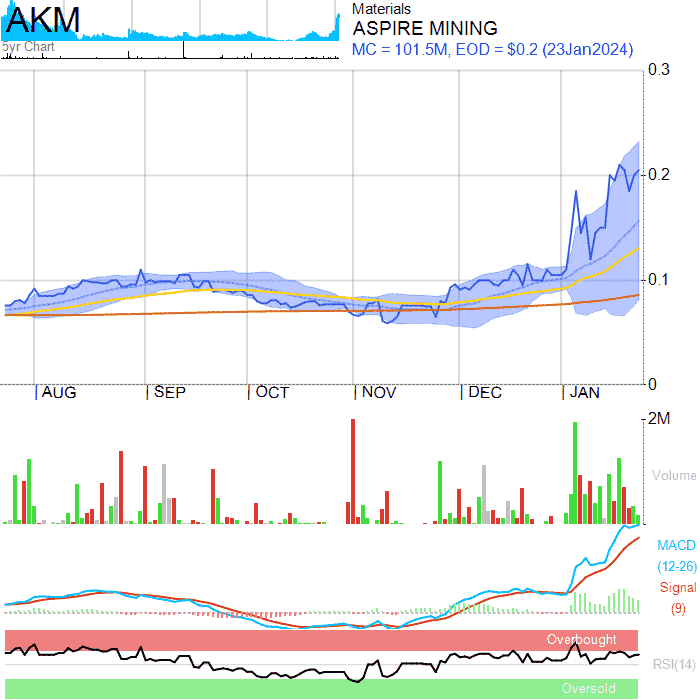 AKM
5yr Chart
Materials
ASPIRE MINING
MC = 101.5M, EOD = $0.2 (23Jan2024)
0.3
0.2
0.1
0
AUG SEP OCT NOV DEC JAN
2M
Volume
MACD
(12-26)
Signal
(9)
Overbought
RSI(14)
Oversold